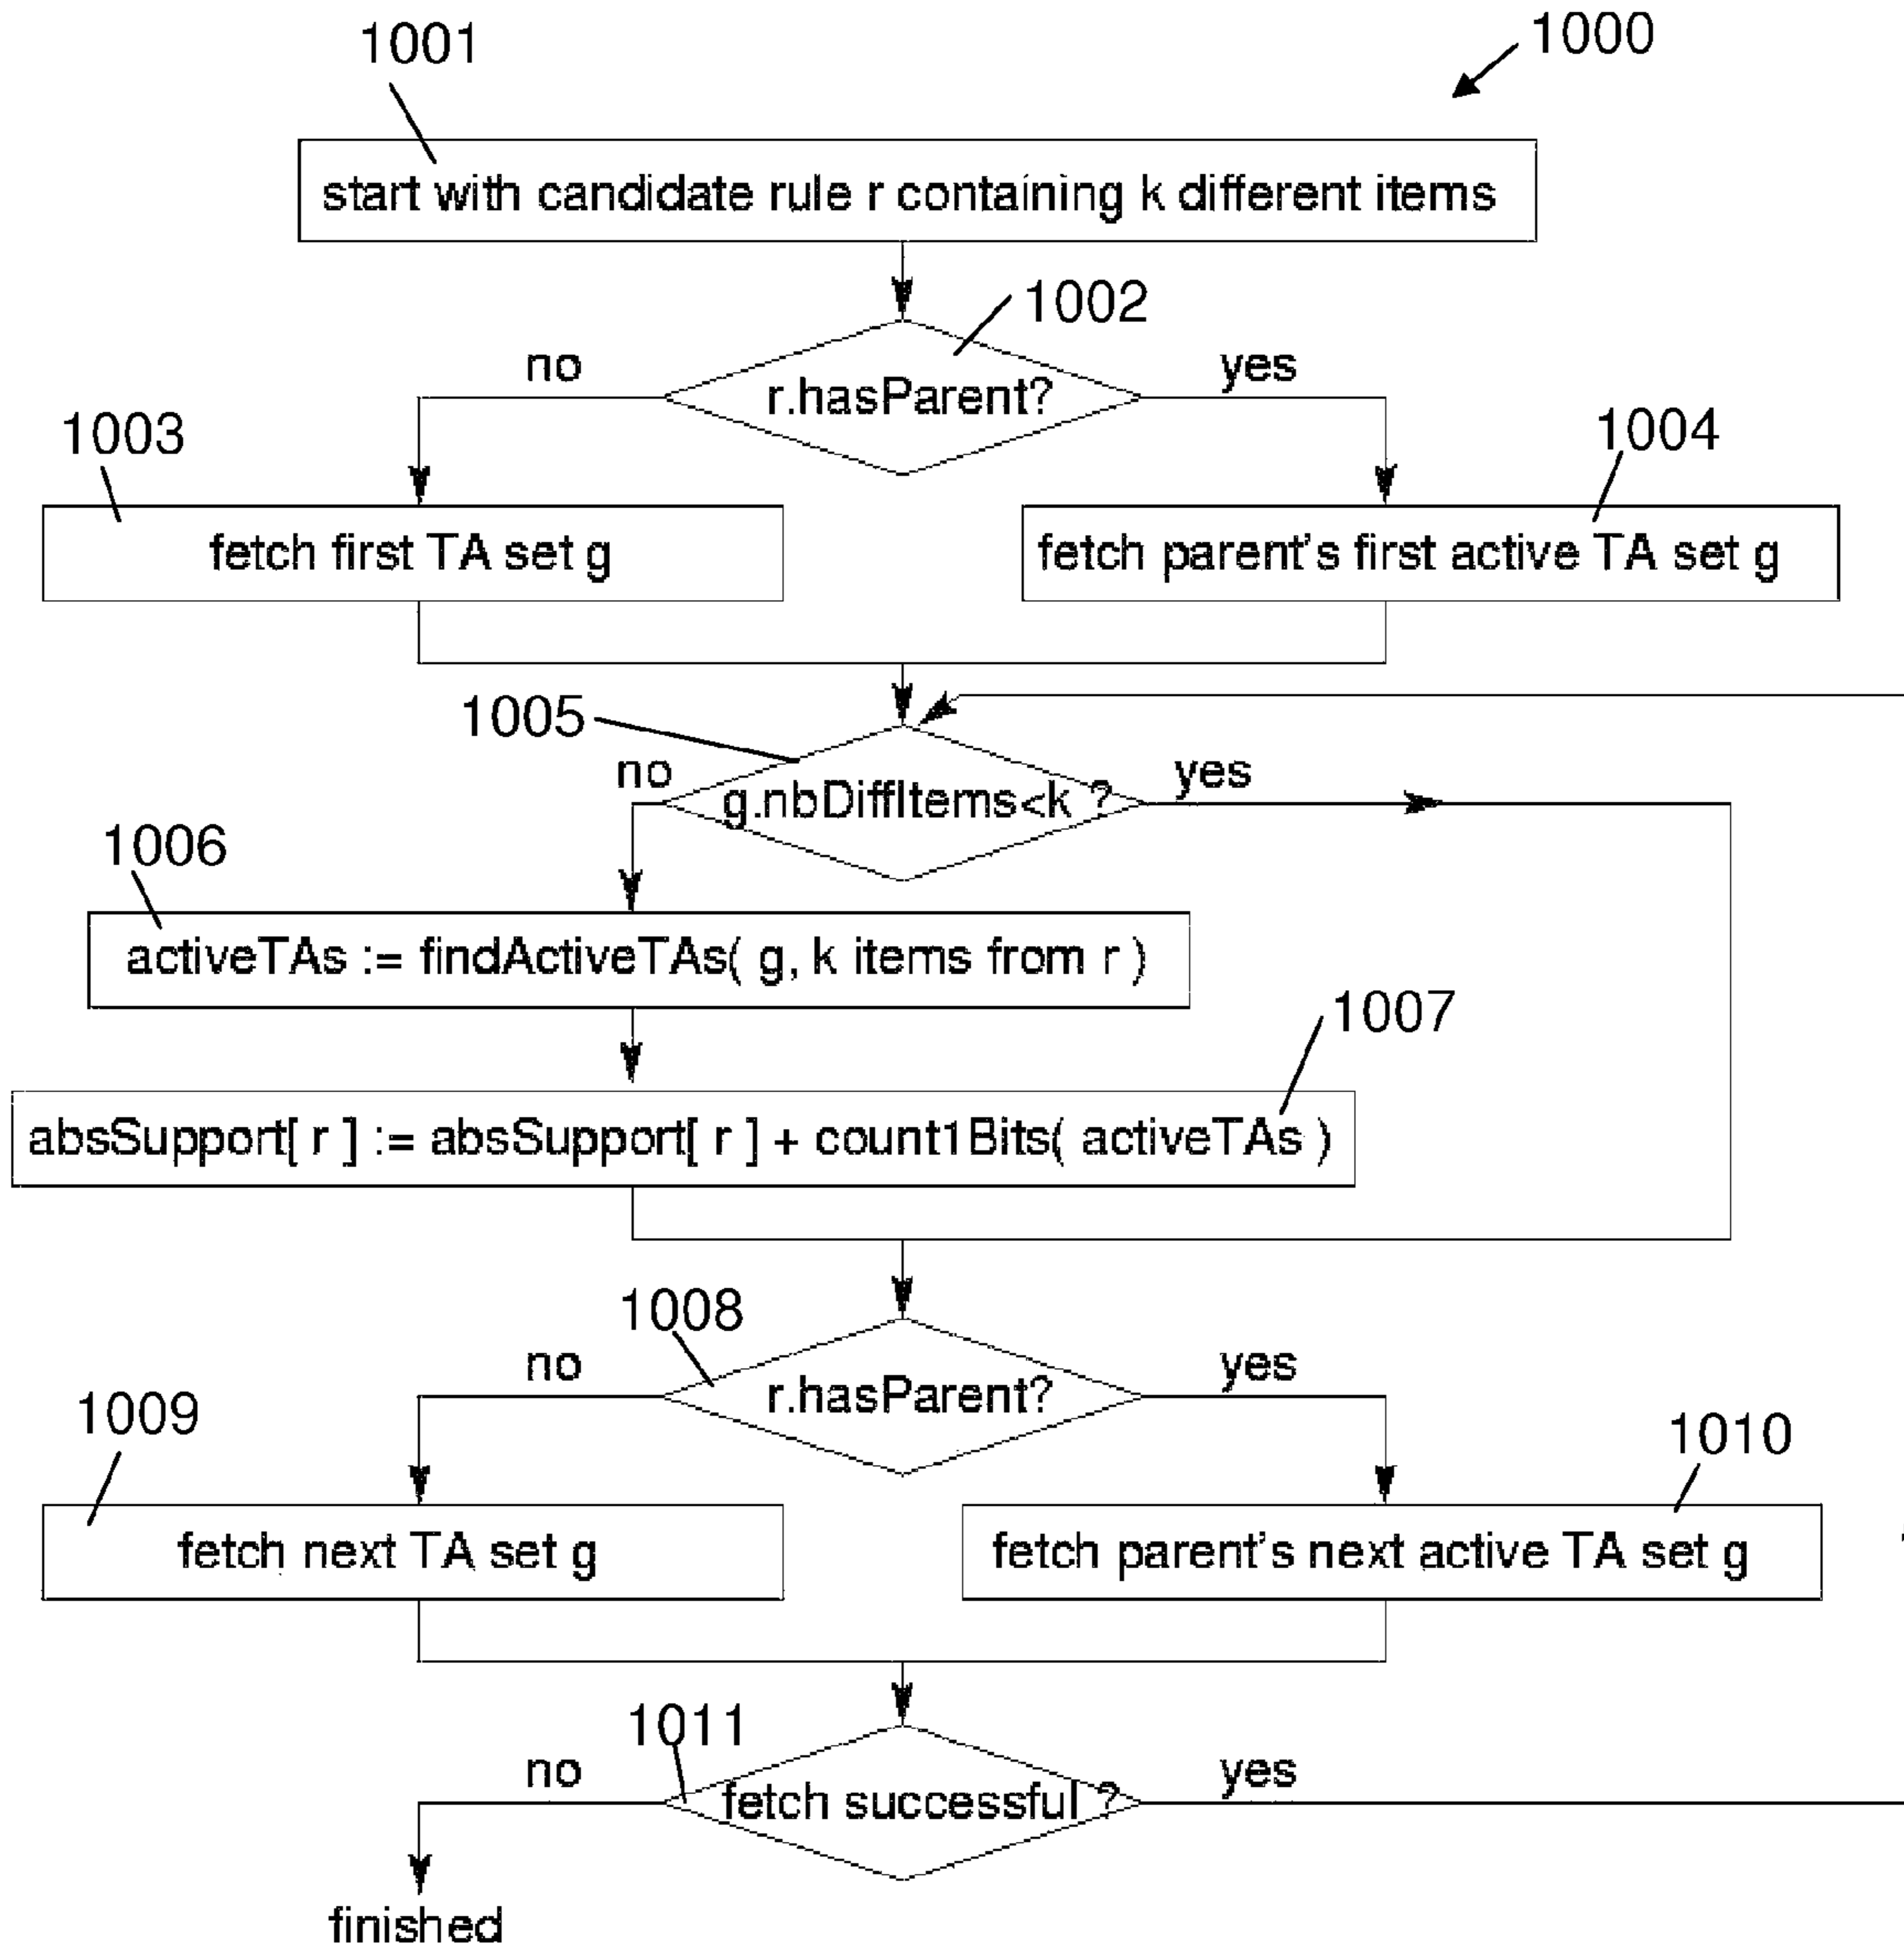 1001
1000
start with candidate rule r containing k different items
1002
no
yes
r.hasParent?
1003
1004
fetch first TA set g
fetch parent's first active TA set g
1005
no
yes
g.nbDiffItems<k ?
1006
activeTAs := findActiveTAs( g, k items from r )
1007
absSupport[ r ] := absSupport[ r ] + count1Bits( activeTAs )
1008
no
yes
r.hasParent?
1009
1010
fetch next TA set g
fetch parent's next active TA set g
1011
no
yes
fetch successful ?
finished